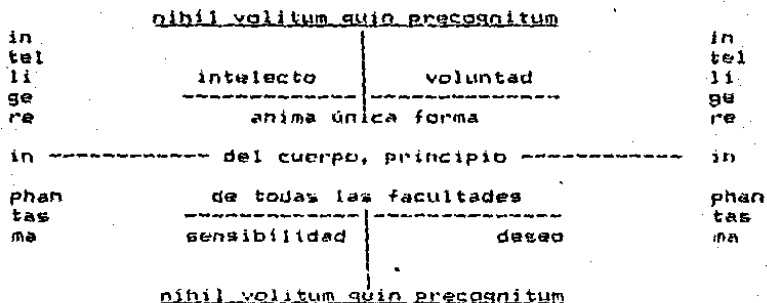 nihil volitum quin precognitum
in in
tel tel
li intelecto voluntad li
ge ge
re anima única forma re
in del cuerpo, principio in
phan de todas las facultades phan
tas tas
ma sensibilidad deseo ma
nihil volitum quin precognitum